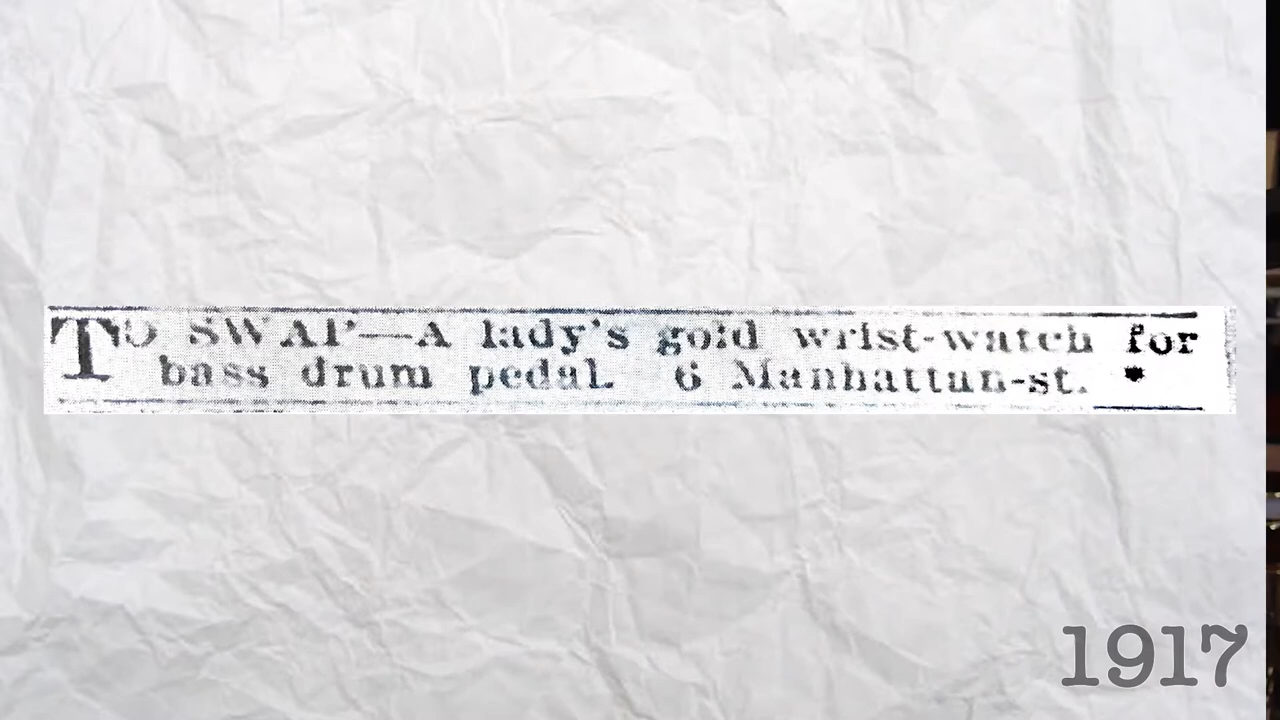 TO SWAP—A lady's gold wrist-watch for
bass drum pedal. 6 Manhattan-st. *
1917